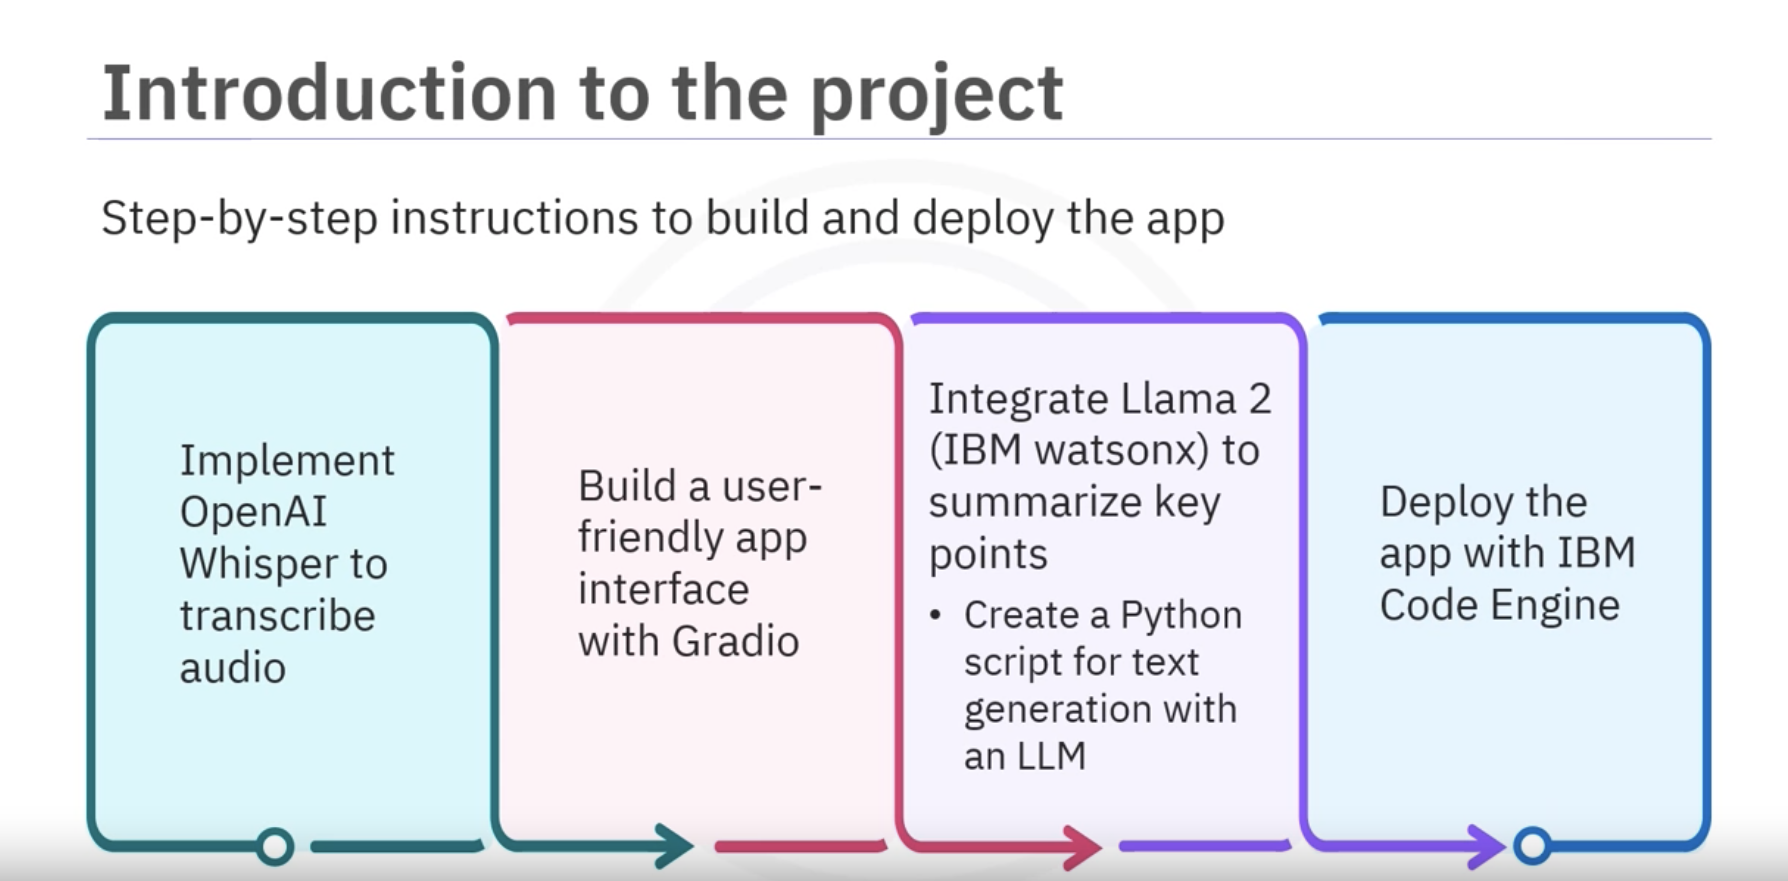 Introduction to the project
Step-by-step instructions to build and deploy the app
Implement
OpenAI
Whisper to
transcribe
audio
Build a user-
friendly app
interface
with Gradio
Integrate Llama 2
(IBM watsonx) to
summarize key
points
• Create a Python
script for text
generation with
an LLM
Deploy the
app with IBM
Code Engine